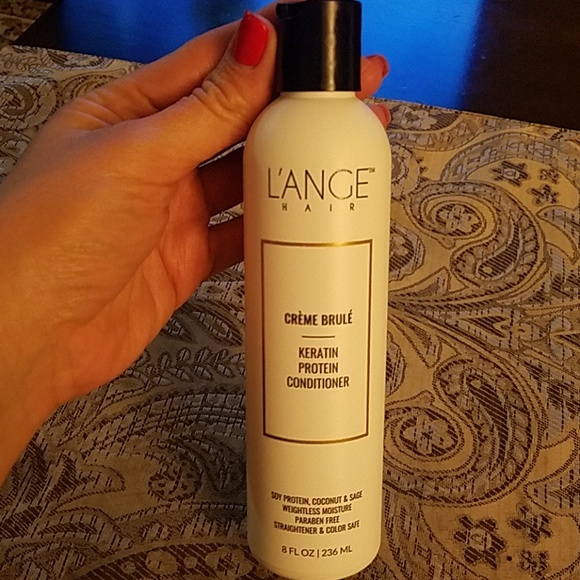 L'ANGE™
HAIR
CRÈME BRULÉ
KERATIN
PROTEIN
CONDITIONER
SOY PROTEIN, COCONUT & SAGE
WEIGHTLESS MOISTURE
PARABEN FREE
STRAIGHTENER & COLOR SAFE
8 FL OZ | 236 ML